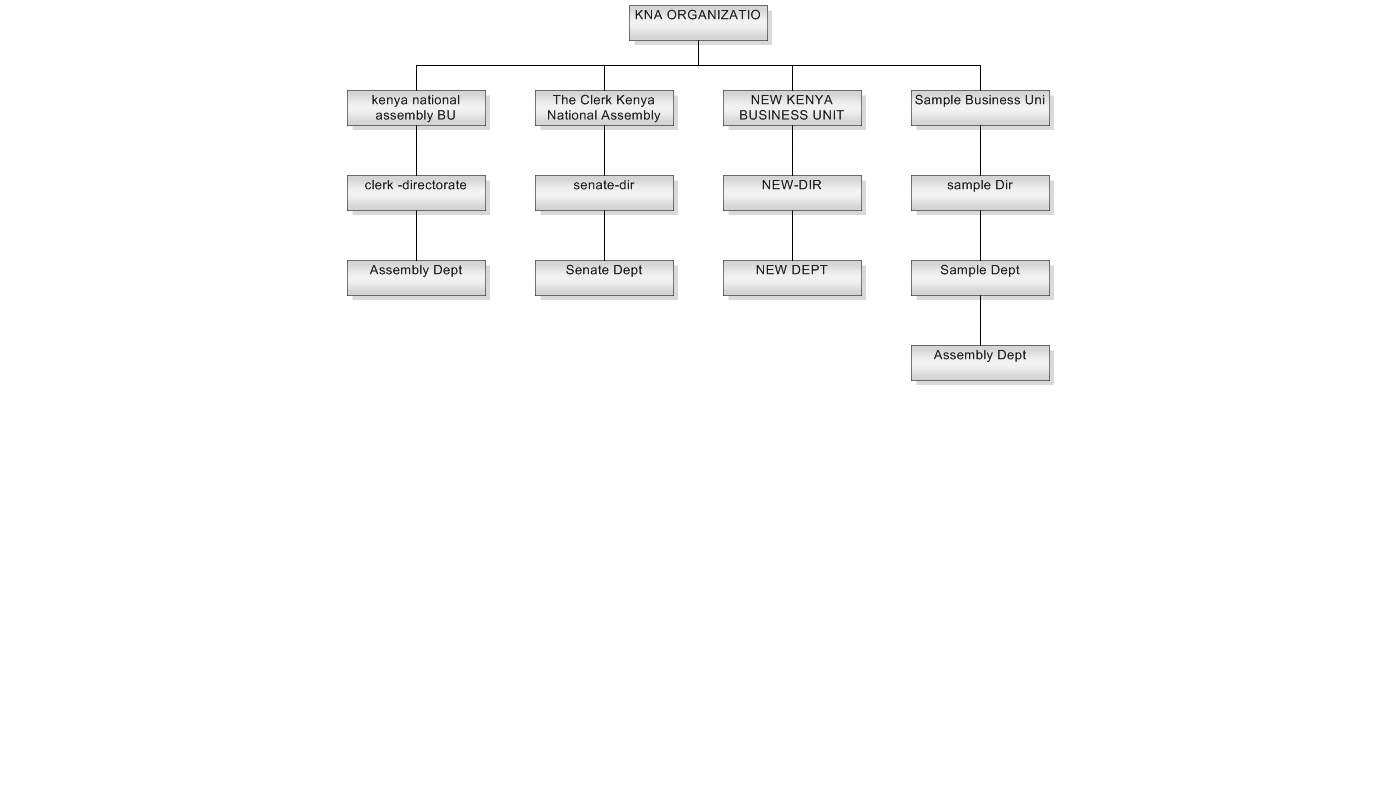 KNA ORGANIZATIO
kenya national
assembly BU
The Clerk Kenya
National Assembly
NEW KENYA
BUSINESS UNIT
Sample Business Uni
clerk -directorate
senate-dir
NEW-DIR
sample Dir
Assembly Dept
Senate Dept
NEW DEPT
Sample Dept
Assembly Dept